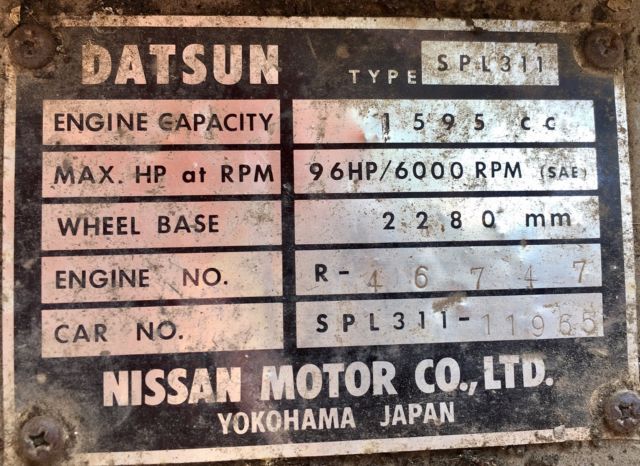 DATSUN TYPE SPL311
ENGINE CAPACITY 1595 cc
MAX. HP at RPM 96HP/6000 RPM (SAE)
WHEEL BASE 2280 mm
ENGINE NO. R-46747
CAR NO. SPL311-11965
NISSAN MOTOR CO., LTD.
YOKOHAMA JAPAN